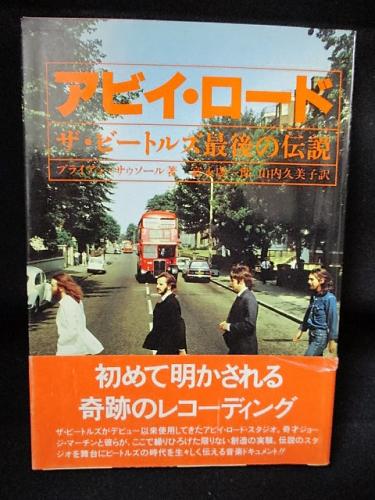 アビイ・ロード
ザ・ビートルズ最後の伝説
ブライアン・サウソール著 山内久美子訳
初めて明かされる
奇跡のレコーディング
ザ・ビートルズがデビュー以来使用してきたアビイ・ロード・スタジオ。奇才ジョー
ジ・マーチンと彼らが、ここで繰りひろげた限りない創造の実験。伝説のスタ
ジオを舞台にビートルズの時代を生々しく伝える音楽ドキュメント!!